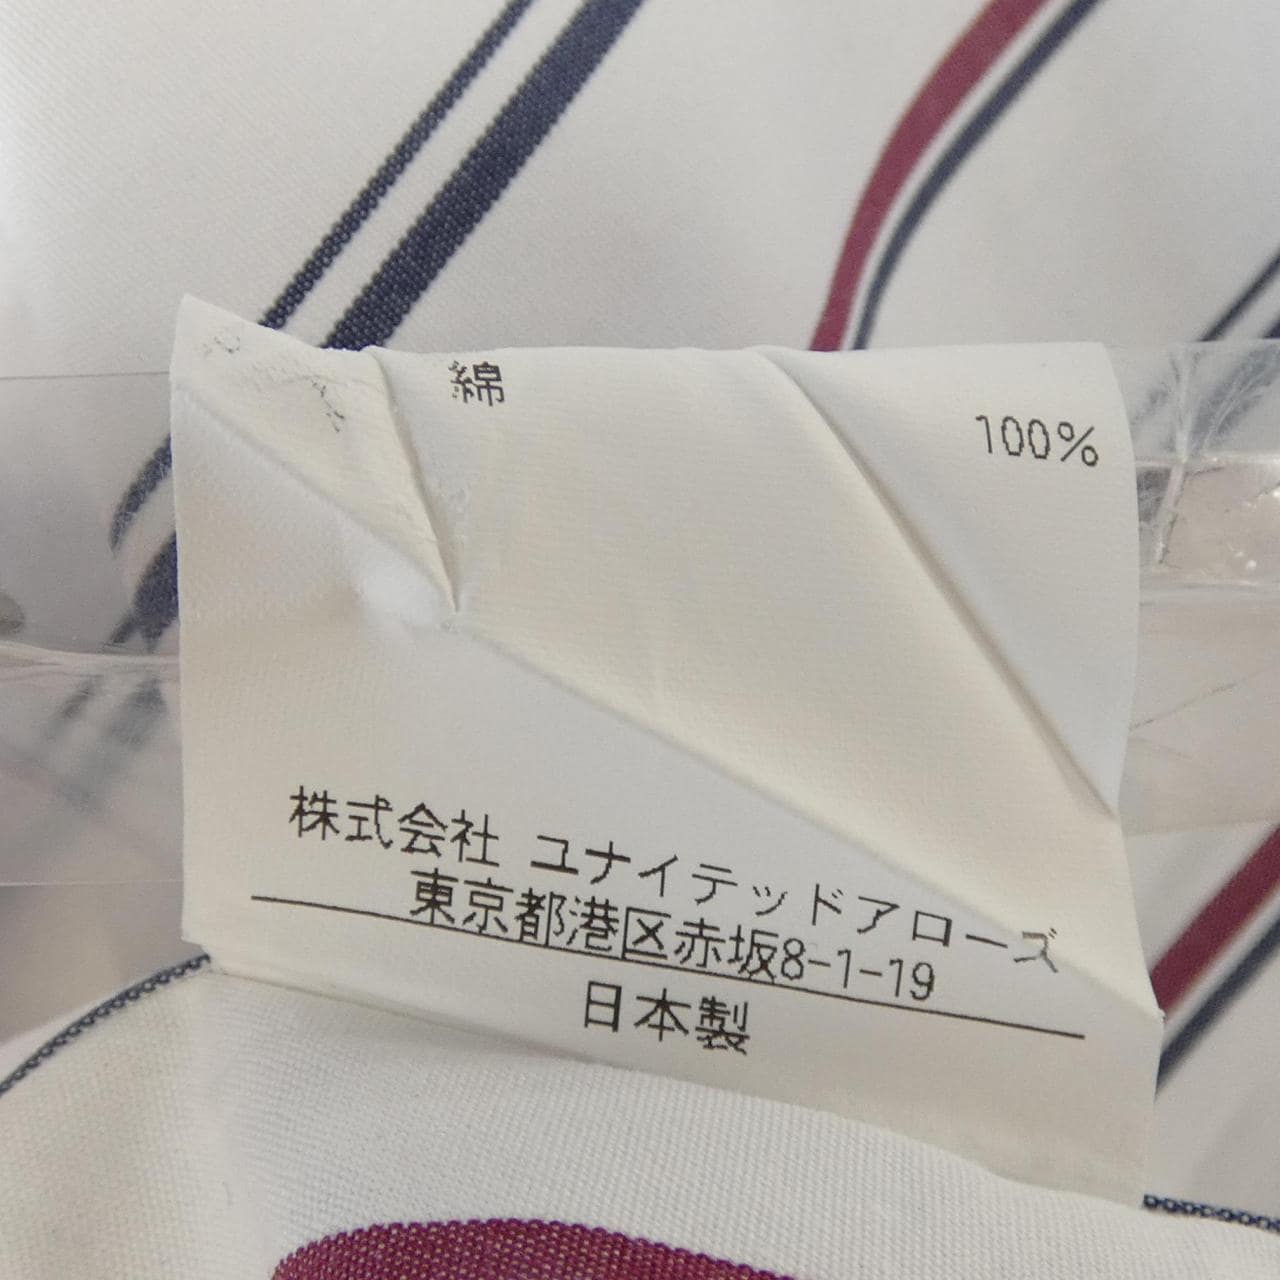 綿 100%
株式会社 ユナイテッドアローズ
東京都港区赤坂8-1-19
日本製